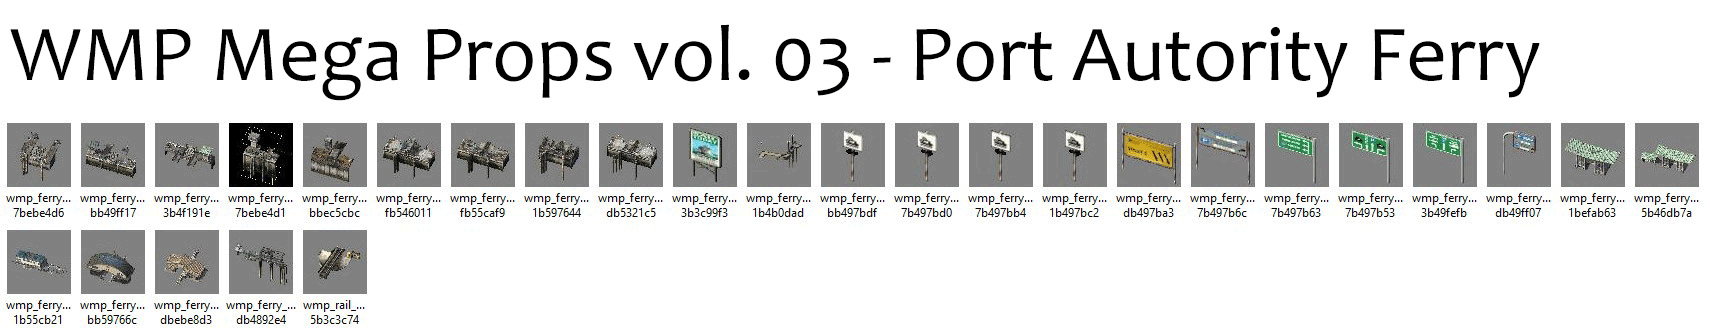 WMP Mega Props vol. 03 - Port Autority Ferry
wmp_ferry... wmp_ferry... wmp_ferry... wmp_ferry... wmp_ferry... wmp_ferry... wmp_ferry... wmp_ferry... wmp_ferry... wmp_ferry... wmp_ferry... wmp_ferry... wmp_ferry... wmp_ferry... wmp_ferry... wmp_ferry... wmp_ferry... wmp_ferry... wmp_ferry... wmp_ferry... wmp_ferry... wmp_ferry... wmp_ferry...
7bebe4d6 bb49ff17 3b4f191e 7bebe4d1 bbec5cbc fb546011 fb55caf9 1b597644 db5321c5 3b3c99f3 1b4b0dad bb497bdf 7b497bd0 7b497bb4 1b497bc2 db497ba3 7b497b6c 7b497b63 7b497b53 3b49fefb db49ff07 1befab63 5b46db7a
wmp_ferry... wmp_ferry... wmp_ferry... wmp_ferry_... wmp_rail_...
1b55cb21 bb59766c dbebe8d3 db4892e4 5b3c3c74